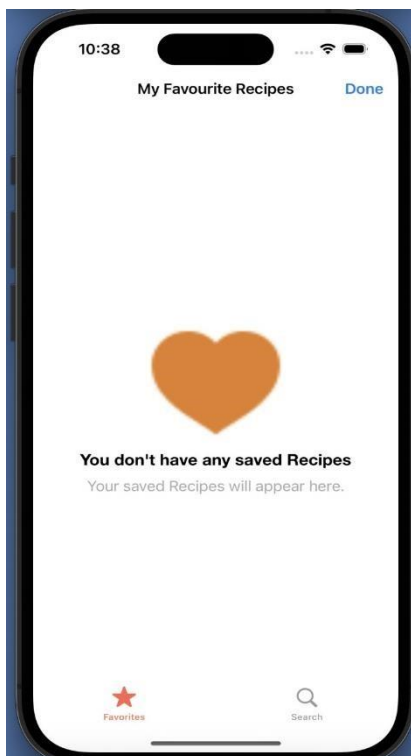 10:38
My Favourite Recipes Done
You don't have any saved Recipes
Your saved Recipes will appear here.
Favorites Search